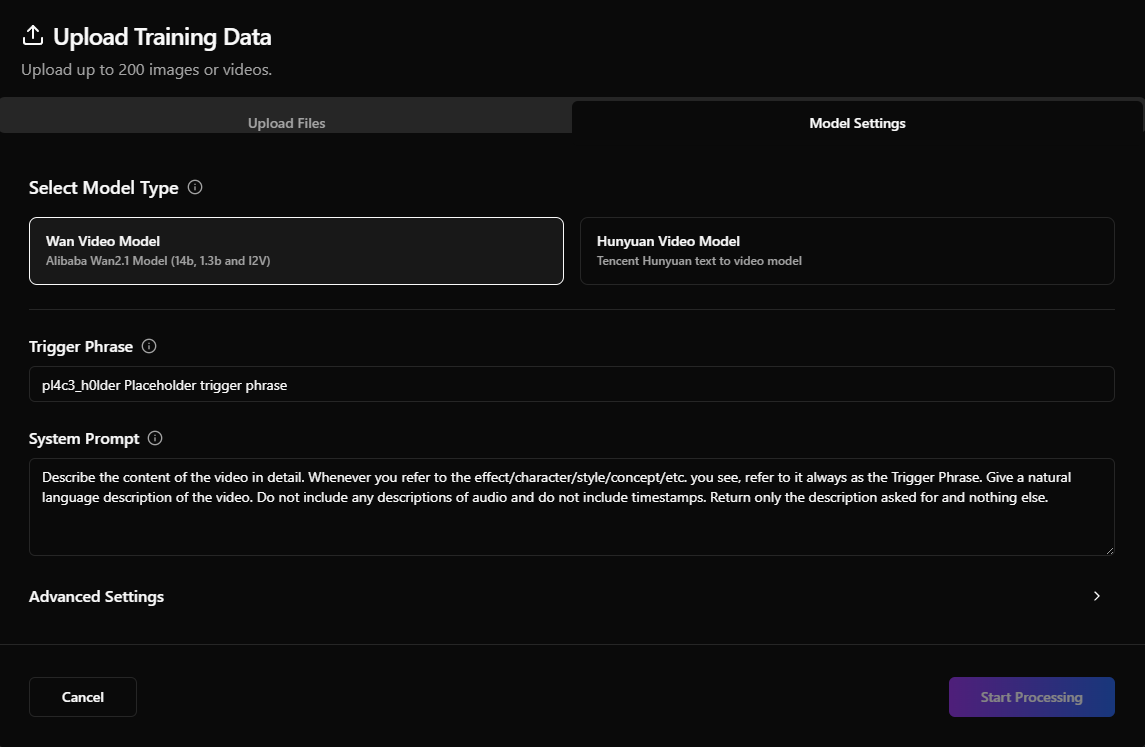 Upload Training Data
Upload up to 200 images or videos.
Upload Files
Model Settings
Select Model Type
Wan Video Model
Alibaba Wan2.1 Model (14b, 1.3b and I2V)
Hunyuan Video Model
Tencent Hunyuan text to video model
Trigger Phrase
pl4c3_h0lder Placeholder trigger phrase
System Prompt
Describe the content of the video in detail. Whenever you refer to the effect/character/style/concept/etc. you see, refer to it always as the Trigger Phrase. Give a natural
language description of the video. Do not include any descriptions of audio and do not include timestamps. Return only the description asked for and nothing else.
Advanced Settings
Cancel
Start Processing